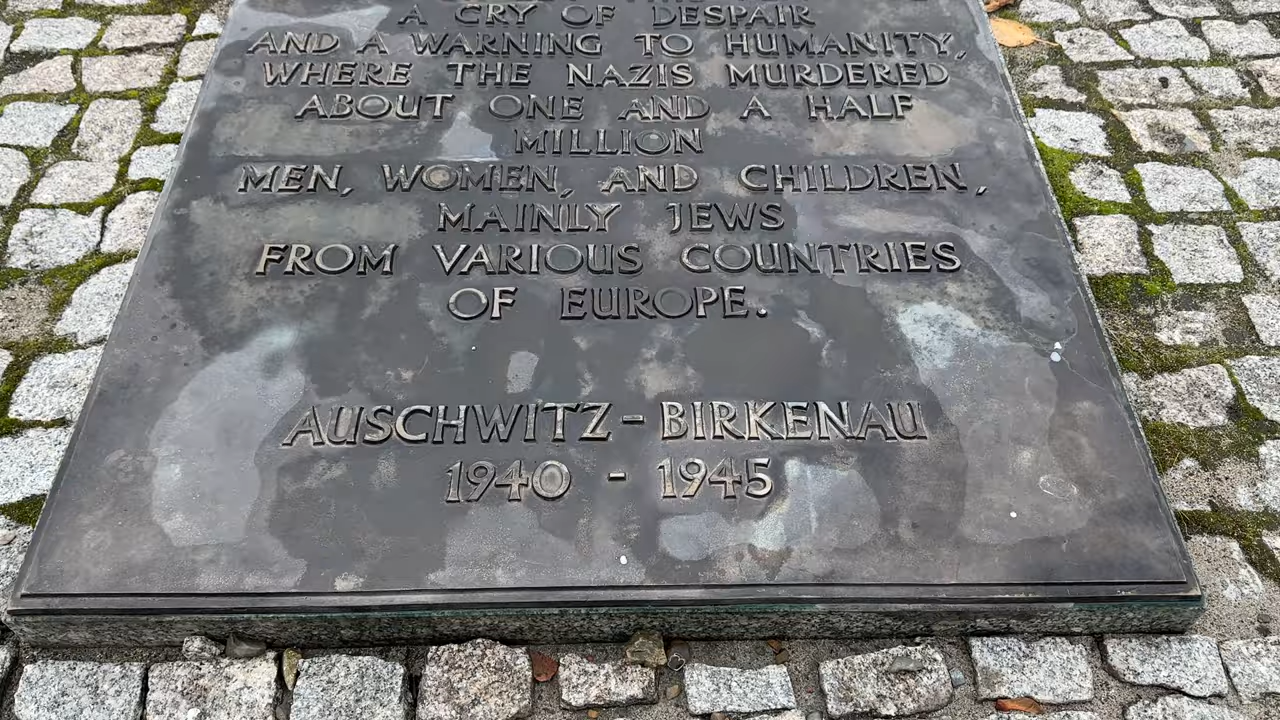 A CRY OF DESPAIR
AND A WARNING TO HUMANITY,
WHERE THE NAZIS MURDERED
ABOUT ONE AND A HALF
MILLION
MEN, WOMEN, AND CHILDREN,
MAINLY JEWS
FROM VARIOUS COUNTRIES
OF EUROPE.
AUSCHWITZ-BIRKENAU
1940 - 1945